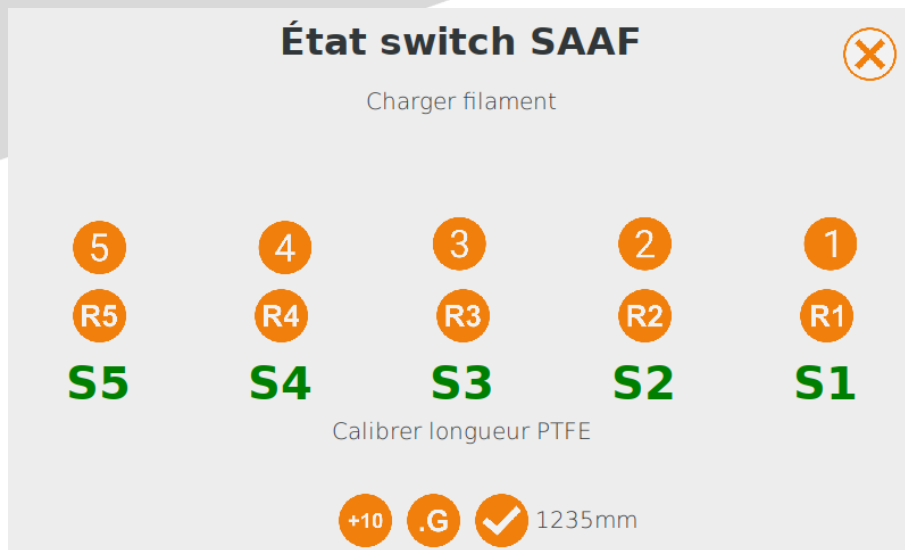 État switch SAAF
Charger filament
5 4 3 2 1
R5 R4 R3 R2 R1
S5 S4 S3 S2 S1
Calibrer longueur PTFE
+10 .G 1235mm